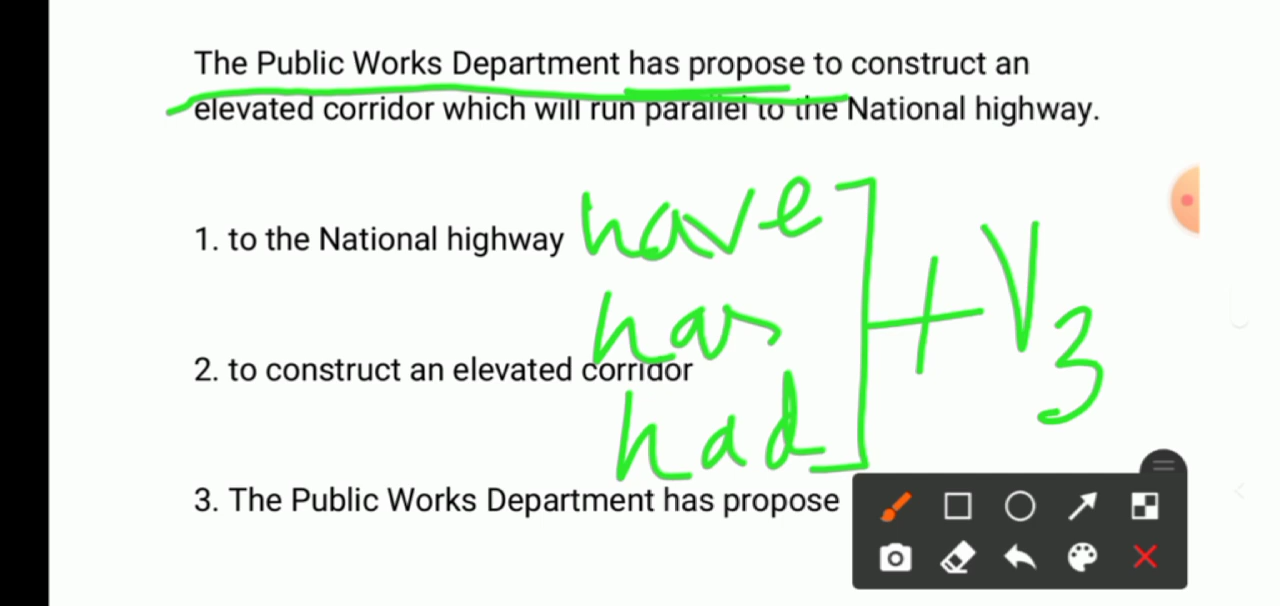 The Public Works Department has propose to construct an
elevated corridor which will run parallel to the National highway.
1. to the National highway
have
has
had
+ V3
2. to construct an elevated corridor
3. The Public Works Department has propose